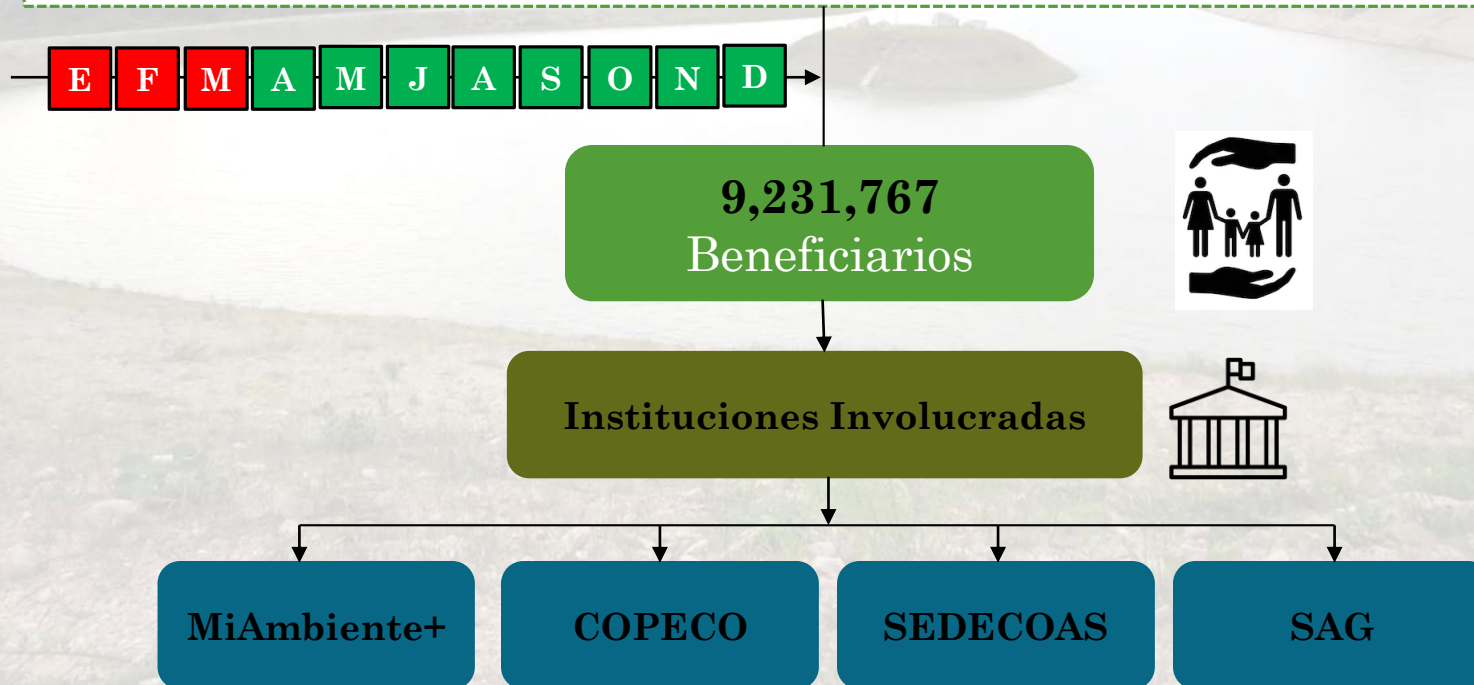 E F M A M J A S O N D
9,231,767
Beneficiarios
Instituciones Involucradas
MiAmbiente+ COPECO SEDECOAS SAG